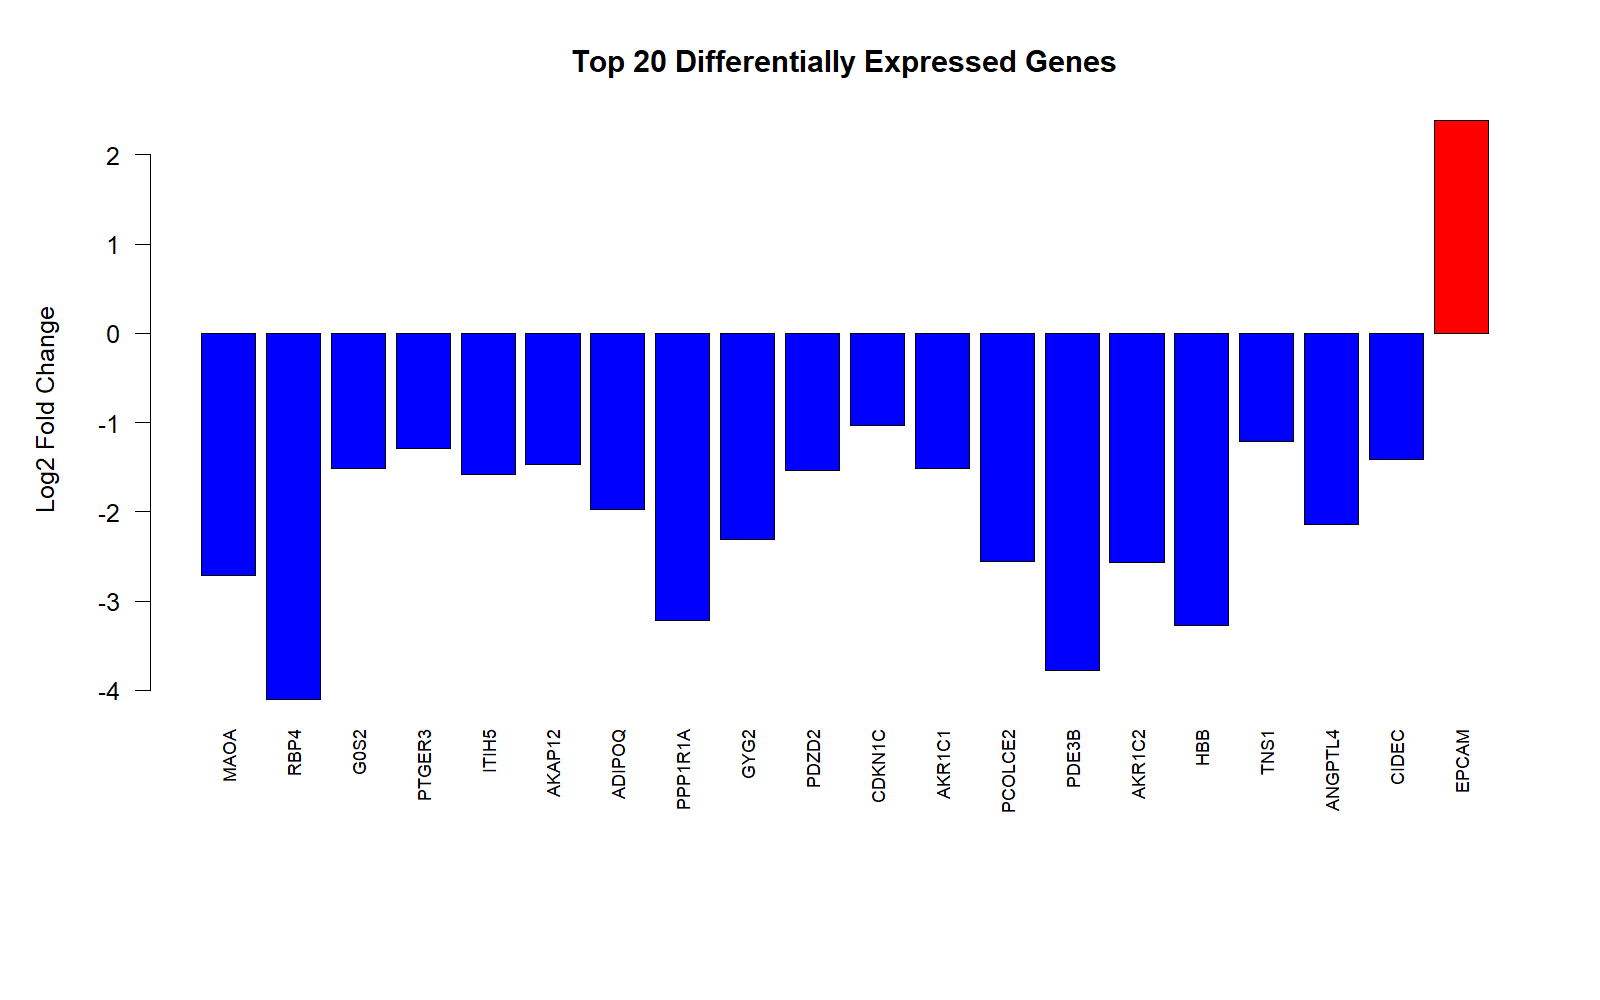 Top 20 Differentially Expressed Genes
Log2 Fold Change
2
1
0
-1
-2
-3
-4
MAOA
RBP4
G0S2
PTGER3
ITIH5
AKAP12
ADIPOQ
PPP1R1A
GYG2
PDZD2
CDKN1C
AKR1C1
PCOLCE2
PDE3B
AKR1C2
HBB
TNS1
ANGPTL4
CIDEC
EPCAM